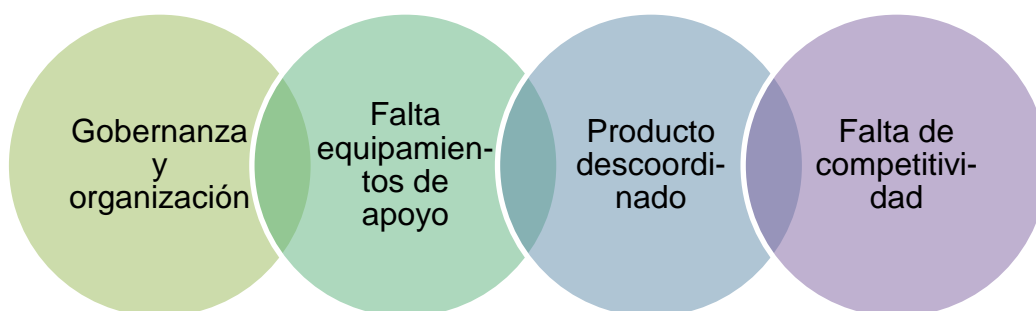 Gobernanza
y
organización
Falta
equipamien-
tos de
apoyo
Producto
descoordi-
nado
Falta de
competitivi-
dad